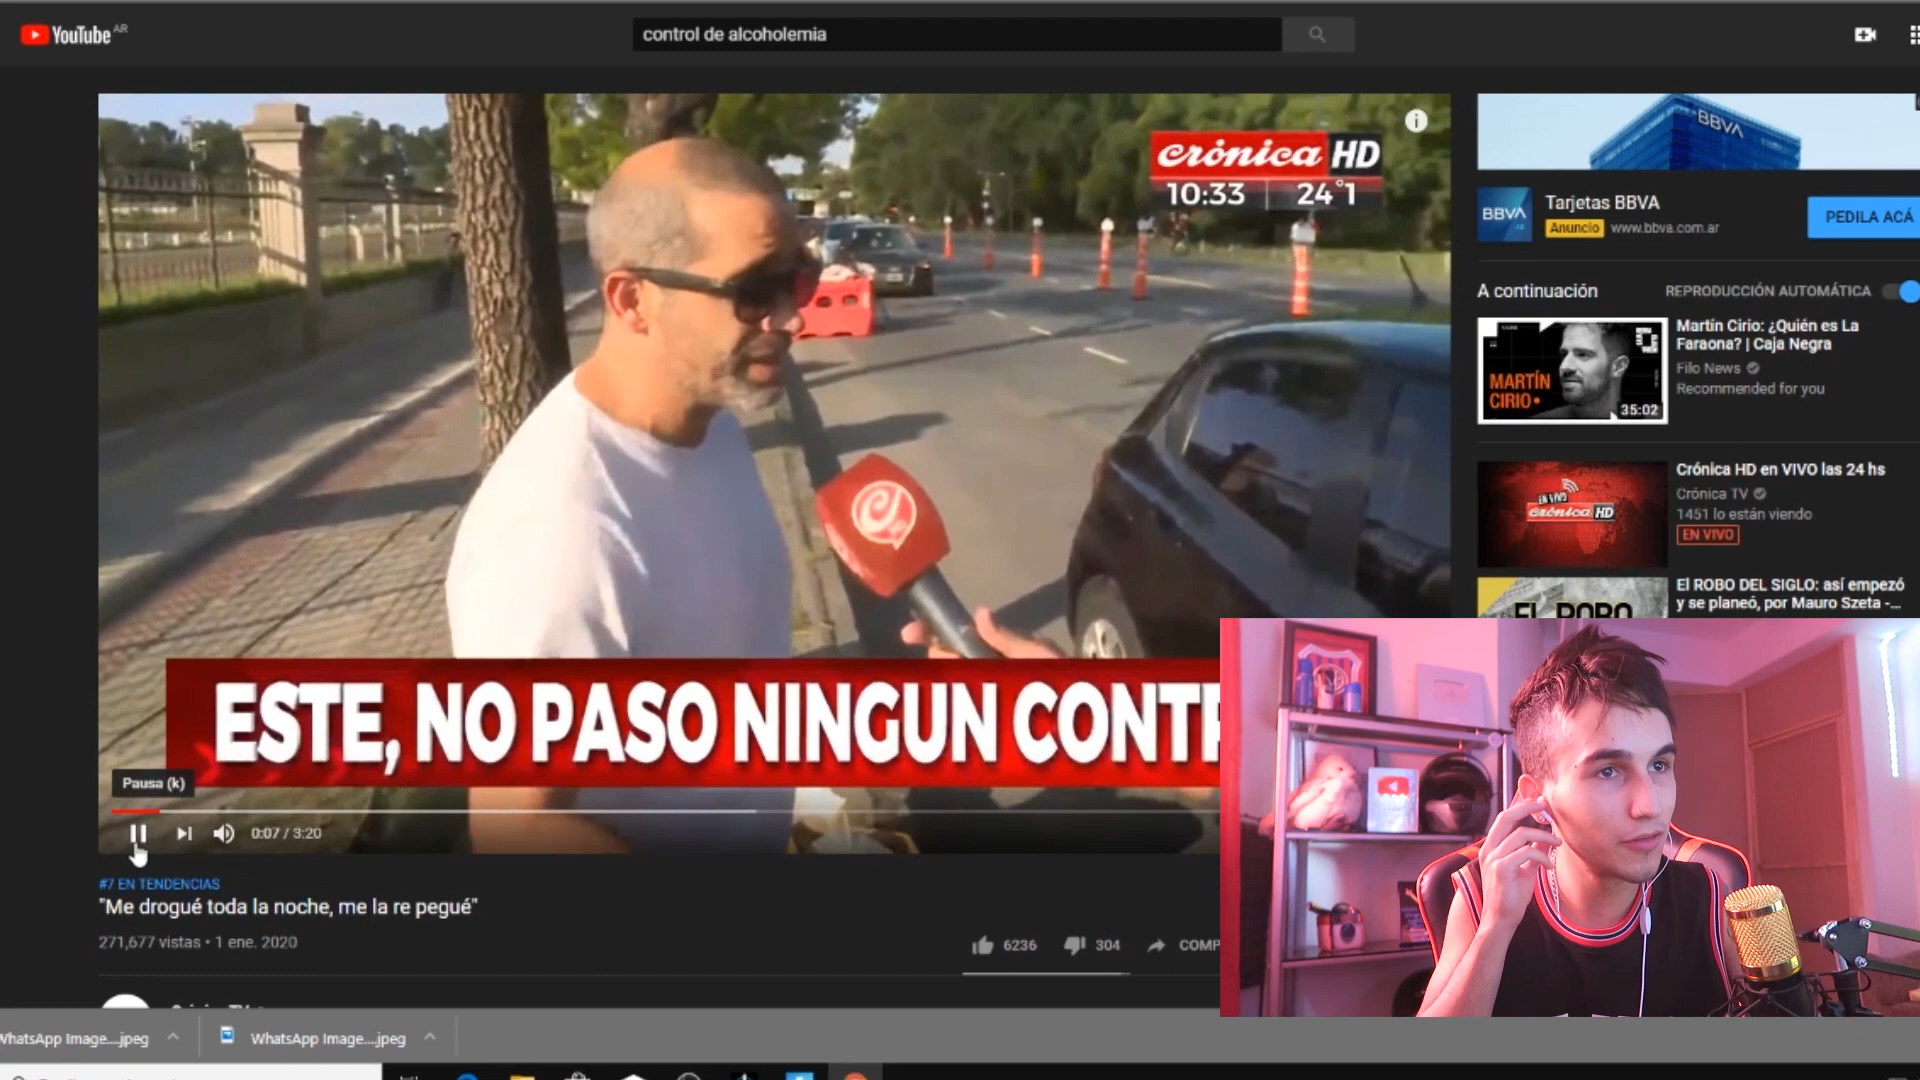 YouTube AR
control de alcoholemia
crónica HD
10:33 24°1
ESTE, NO PASO NINGUN CONTR
Pausa (k)
0:07 / 3:20
#7 EN TENDENCIAS
"Me drogué toda la noche, me la re pegué"
271,677 vistas • 1 ene. 2020
6236
304
COMP
BBVA
BBVA
Tarjetas BBVA
Anuncio www.bbva.com.ar
PEDILA ACÁ
A continuación
REPRODUCCIÓN AUTOMÁTICA
MARTÍN
CIRIO
35:02
Martín Cirio: ¿Quién es La
Faraona? | Caja Negra
Filo News
Recommended for you
EN VIVO
crónica HD
Crónica HD en VIVO las 24 hs
Crónica TV
1451 lo están viendo
EN VIVO
EL ROBO
El ROBO DEL SIGLO: así empezó
y se planeó, por Mauro Szeta -...
WhatsApp Image....jpeg
WhatsApp Image....jpeg